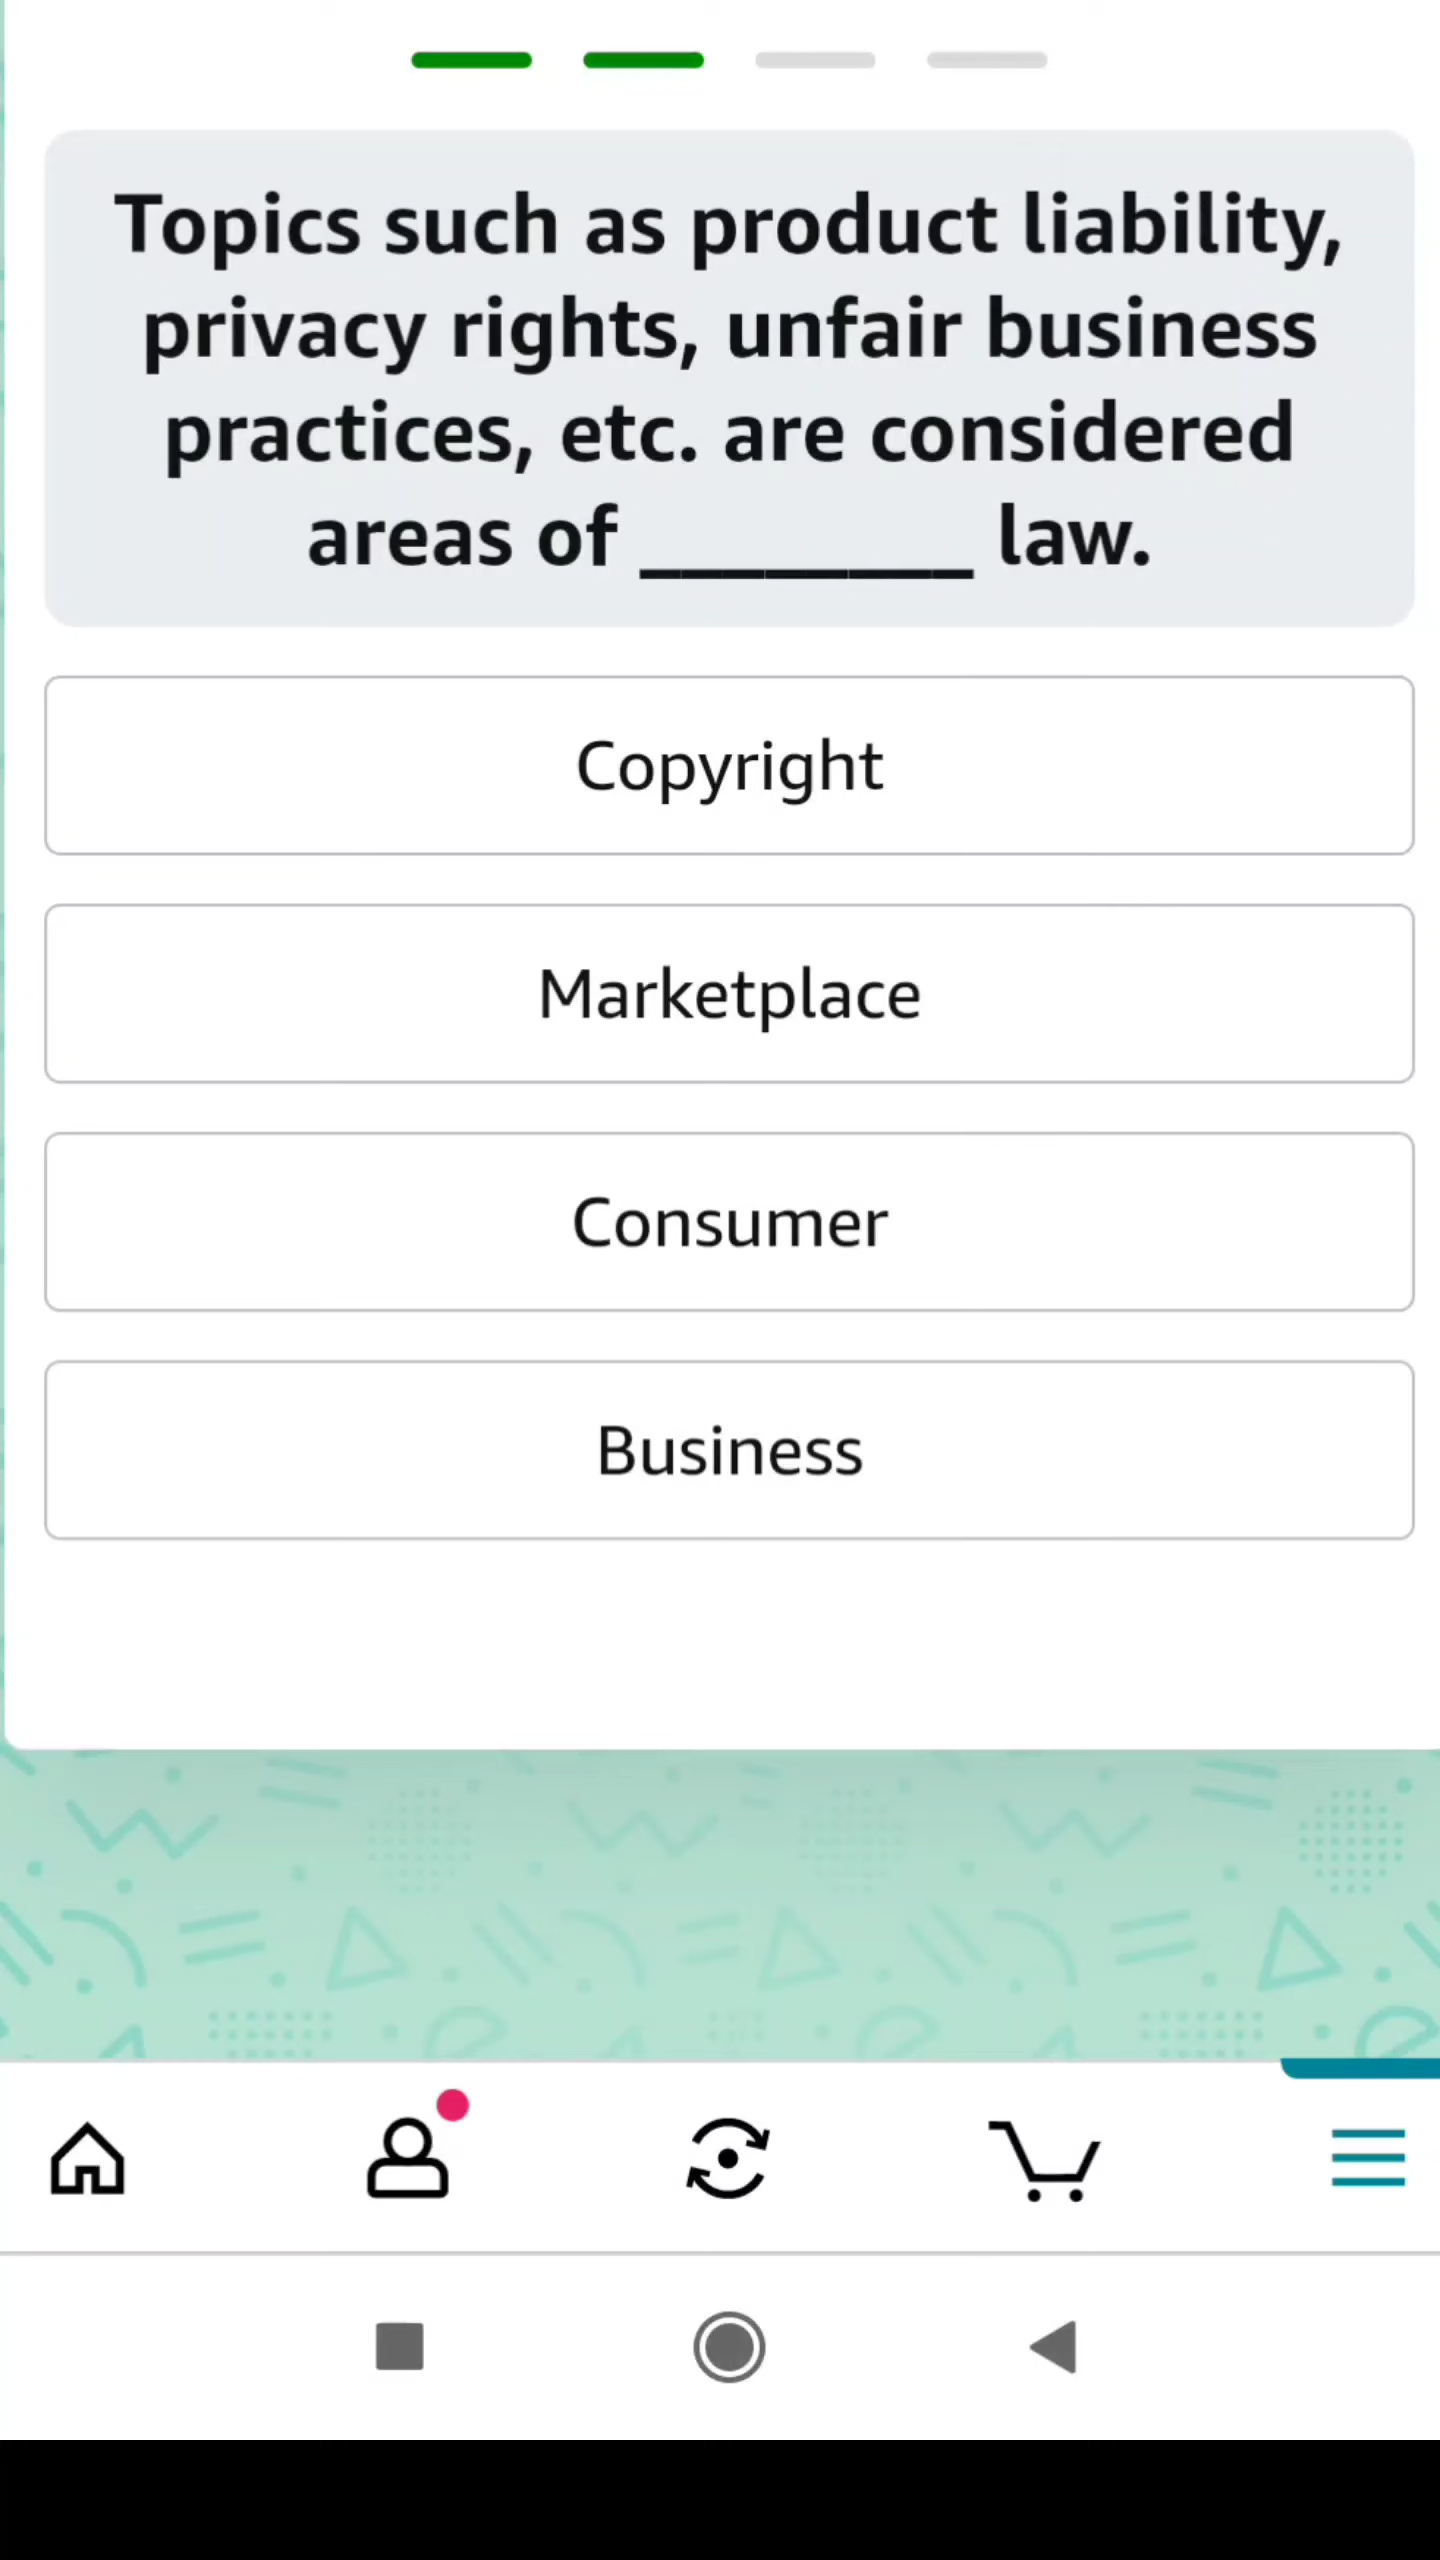 Topics such as product liability,
privacy rights, unfair business
practices, etc. are considered
areas of ________ law.
Copyright
Marketplace
Consumer
Business